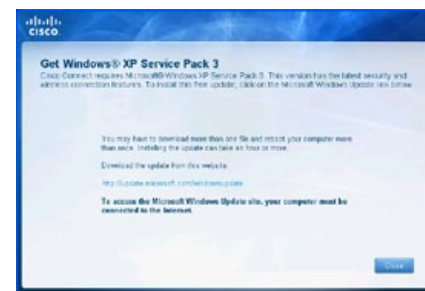 CISCO
Get Windows® XP Service Pack 3
Cisco Connect requires Microsoft® Windows XP Service Pack 3. This version has the latest security and
wireless connection features. To install this free update, click on the Microsoft Windows Update link below.
You may have to download more than one file and reboot your computer more
than once. Installing the update can take an hour or more.
Download the update from this website.
http://update.microsoft.com/windowsupdate
To access the Microsoft Windows Update site, your computer must be
connected to the Internet.
Close